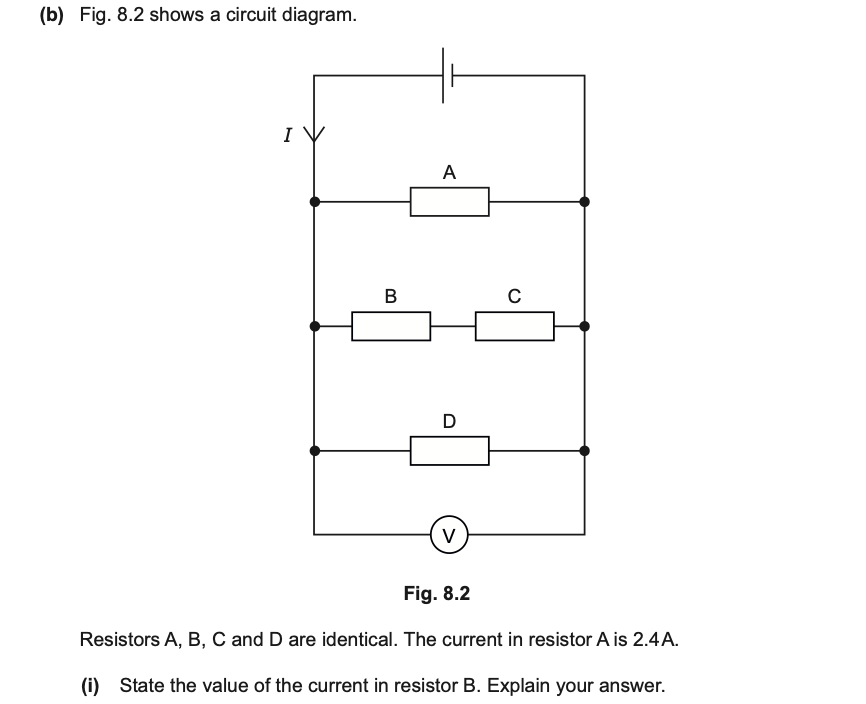 (b) Fig. 8.2 shows a circuit diagram.
I
A
B C
D
V
Fig. 8.2
Resistors A, B, C and D are identical. The current in resistor A is 2.4 A.
(i) State the value of the current in resistor B. Explain your answer.